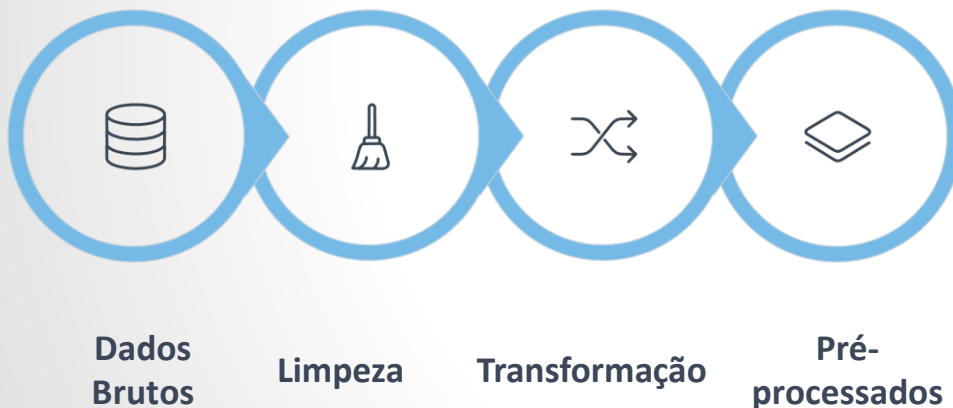 Dados
Brutos
Limpeza
Transformação
Pré-
processados